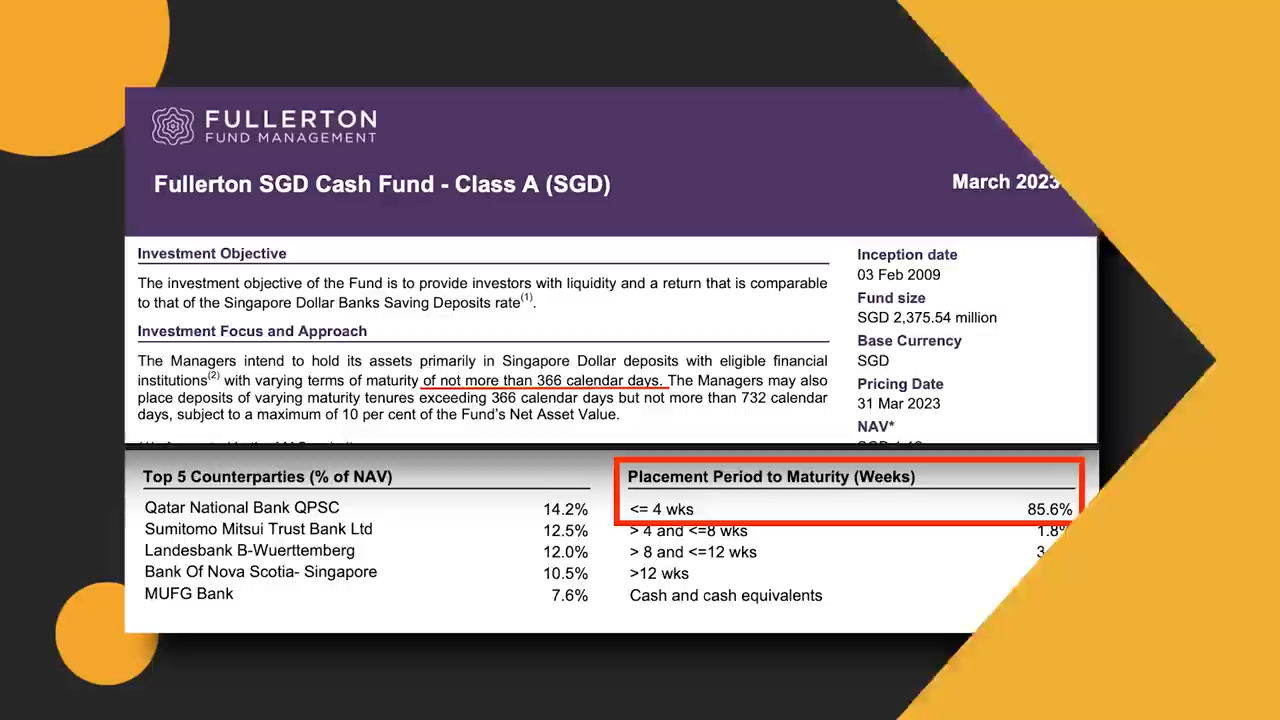 FULLERTON
FUND MANAGEMENT
Fullerton SGD Cash Fund - Class A (SGD)
March 2023
Investment Objective
The investment objective of the Fund is to provide investors with liquidity and a return that is comparable
to that of the Singapore Dollar Banks Saving Deposits rate(1).
Investment Focus and Approach
The Managers intend to hold its assets primarily in Singapore Dollar deposits with eligible financial
institutions(2) with varying terms of maturity of not more than 366 calendar days. The Managers may also
place deposits of varying maturity tenures exceeding 366 calendar days but not more than 732 calendar
days, subject to a maximum of 10 per cent of the Fund's Net Asset Value.
Inception date
03 Feb 2009
Fund size
SGD 2,375.54 million
Base Currency
SGD
Pricing Date
31 Mar 2023
NAV*
Top 5 Counterparties (% of NAV)
Qatar National Bank QPSC 14.2%
Sumitomo Mitsui Trust Bank Ltd 12.5%
Landesbank B-Wuerttemberg 12.0%
Bank Of Nova Scotia- Singapore 10.5%
MUFG Bank 7.6%
Placement Period to Maturity (Weeks)
<= 4 wks 85.6%
> 4 and <=8 wks 1.8%
> 8 and <=12 wks
>12 wks
Cash and cash equivalents